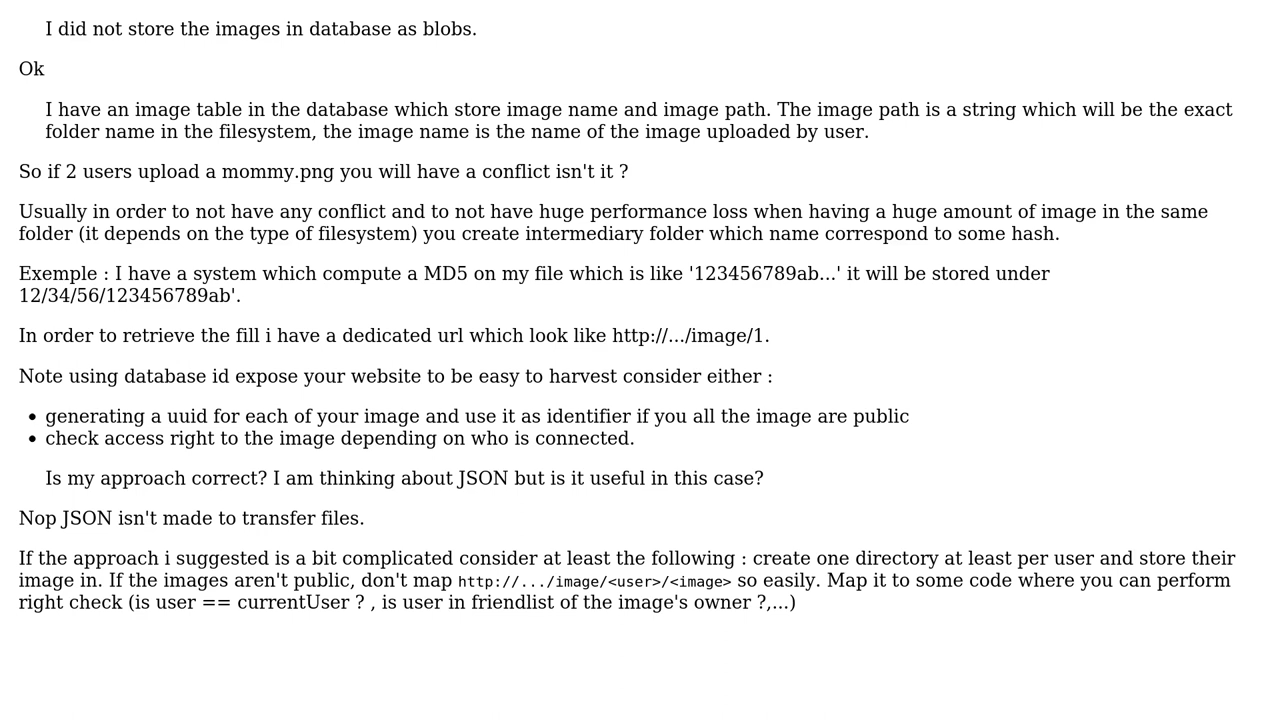 I did not store the images in database as blobs.
Ok
I have an image table in the database which store image name and image path. The image path is a string which will be the exact
folder name in the filesystem, the image name is the name of the image uploaded by user.
So if 2 users upload a mommy.png you will have a conflict isn't it ?
Usually in order to not have any conflict and to not have huge performance loss when having a huge amount of image in the same
folder (it depends on the type of filesystem) you create intermediary folder which name correspond to some hash.
Exemple : I have a system which compute a MD5 on my file which is like '123456789ab...' it will be stored under
12/34/56/123456789ab'.
In order to retrieve the fill i have a dedicated url which look like http://.../image/1.
Note using database id expose your website to be easy to harvest consider either :
• generating a uuid for each of your image and use it as identifier if you all the image are public
• check access right to the image depending on who is connected.
Is my approach correct? I am thinking about JSON but is it useful in this case?
Nop JSON isn't made to transfer files.
If the approach i suggested is a bit complicated consider at least the following : create one directory at least per user and store their
image in. If the images aren't public, don't map http://.../image/<user>/<image> so easily. Map it to some code where you can perform
right check (is user == currentUser ? , is user in friendlist of the image's owner ?,...)